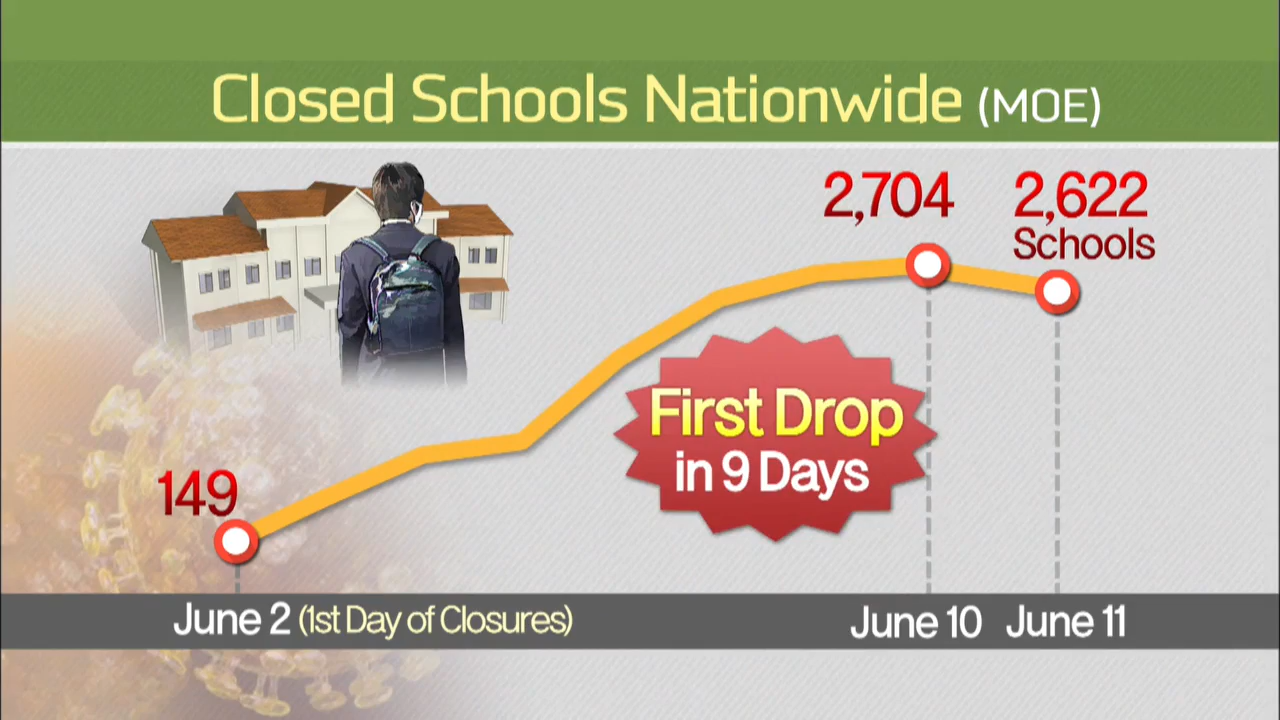 Closed Schools Nationwide (MOE)
2,704
2,622
Schools
First Drop
in 9 Days
149
June 2 (1st Day of Closures)
June 10
June 11